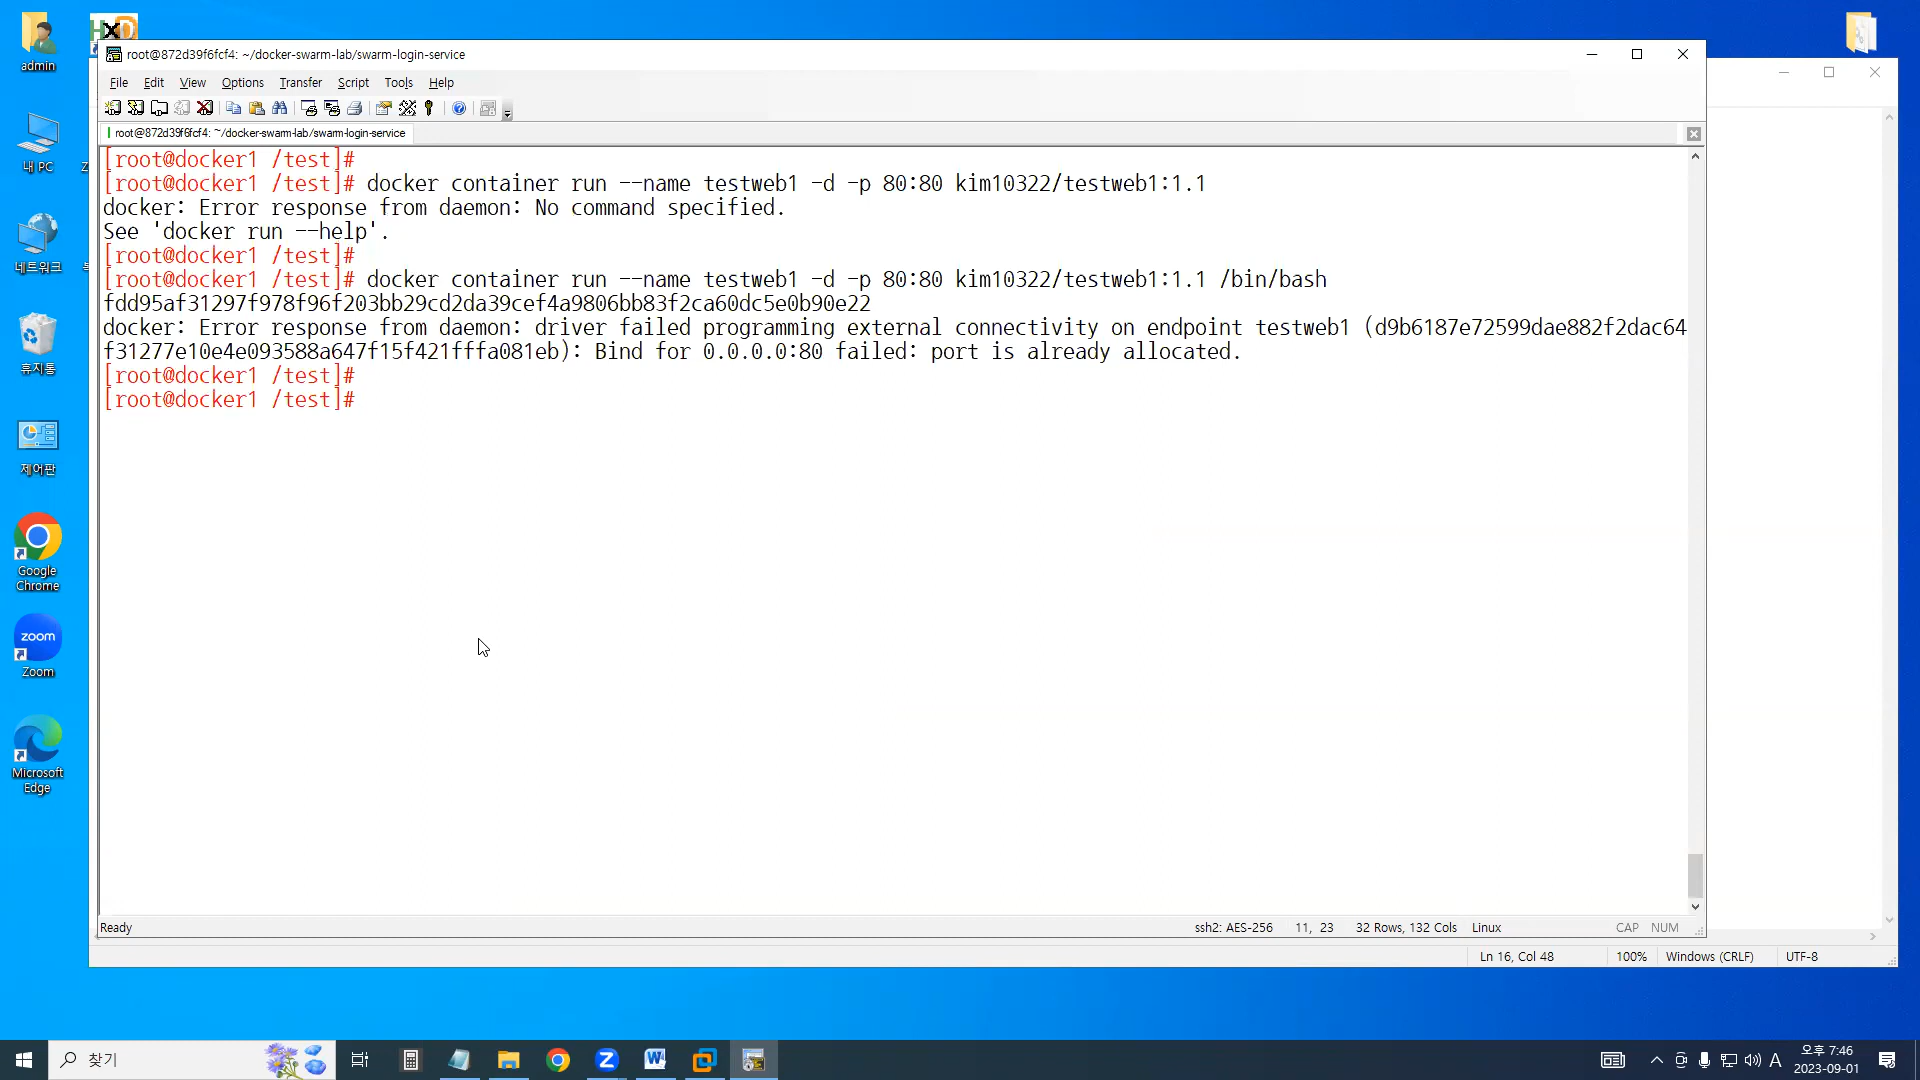 admin
내 PC
네트워크
휴지통
제어판
Google
Chrome
zoom
Zoom
Microsoft
Edge
root@872d39f6fcf4: ~/docker-swarm-lab/swarm-login-service
File Edit View Options Transfer Script Tools Help
root@872d39f6fcf4: ~/docker-swarm-lab/swarm-login-service
[root@docker1 /test]#
[root@docker1 /test]# docker container run --name testweb1 -d -p 80:80 kim10322/testweb1:1.1
docker: Error response from daemon: No command specified.
See 'docker run --help'.
[root@docker1 /test]#
[root@docker1 /test]# docker container run --name testweb1 -d -p 80:80 kim10322/testweb1:1.1 /bin/bash
fdd95af31297f978f96f203bb29cd2da39cef4a9806bb83f2ca60dc5e0b90e22
docker: Error response from daemon: driver failed programming external connectivity on endpoint testweb1 (d9b6187e72599dae882f2dac64
f31277e10e4e093588a647f15f421fffa081eb): Bind for 0.0.0.0:80 failed: port is already allocated.
[root@docker1 /test]#
[root@docker1 /test]#
Ready ssh2: AES-256 11, 23 32 Rows, 132 Cols Linux CAP NUM
Ln 16, Col 48 100% Windows (CRLF) UTF-8
찾기
A
오후 7:46
2023-09-01